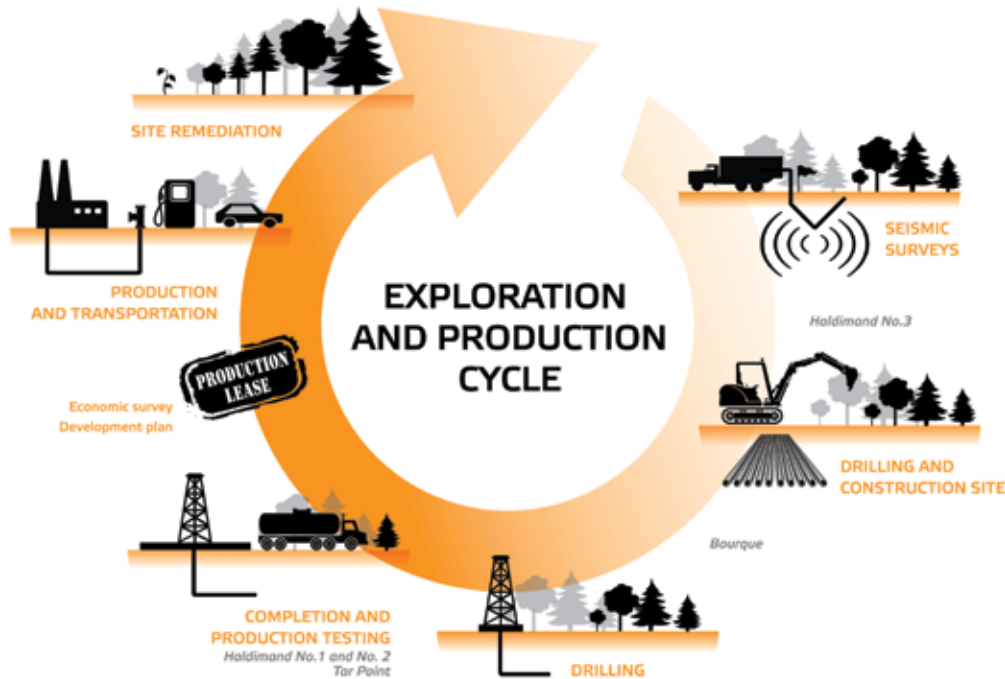 EXPLORATION
AND PRODUCTION
CYCLE
SEISMIC
SURVEYS
Haldimand No.3
DRILLING AND
CONSTRUCTION SITE
Bourque
DRILLING
COMPLETION AND
PRODUCTION TESTING
Haldimand No.1 and No. 2
Tar Point
Economic survey
Development plan
PRODUCTION
LEASE
PRODUCTION
AND TRANSPORTATION
SITE REMEDIATION